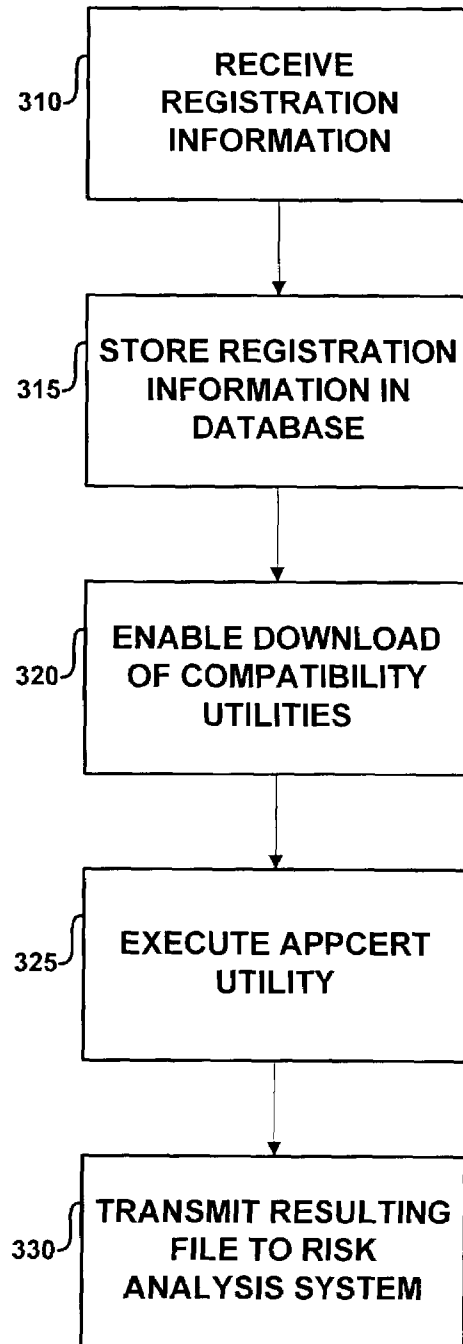 310
RECEIVE
REGISTRATION
INFORMATION
315
STORE REGISTRATION
INFORMATION IN
DATABASE
320
ENABLE DOWNLOAD
OF COMPATIBILITY
UTILITIES
325
EXECUTE APPCERT
UTILITY
330
TRANSMIT RESULTING
FILE TO RISK
ANALYSIS SYSTEM